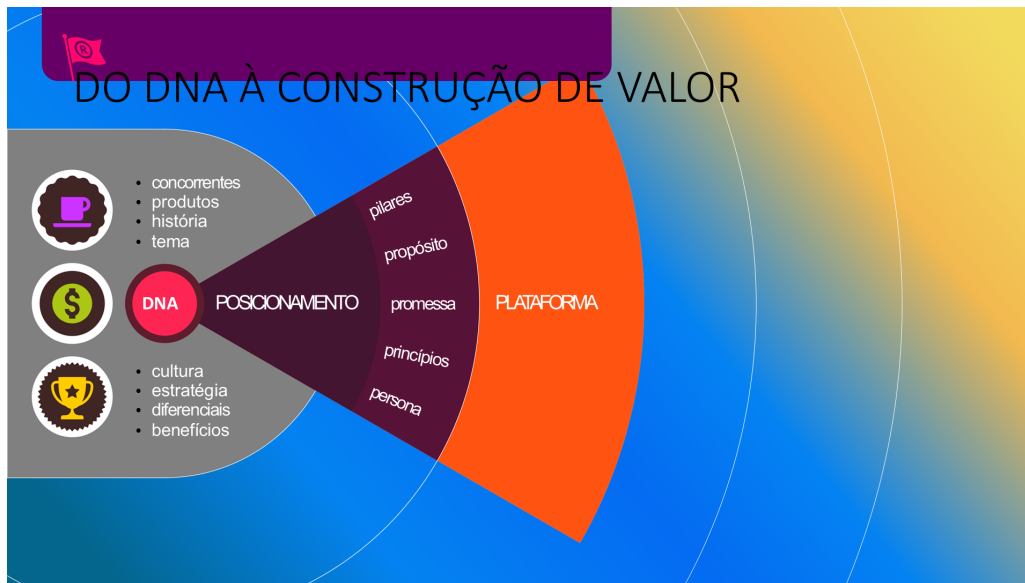 ®
DO DNA À CONSTRUÇÃO DE VALOR
• concorrentes
• produtos
• história
• tema
$
DNA
POSICIONAMENTO
pilares
propósito
promessa
princípios
persona
PLATAFORMA
• cultura
• estratégia
• diferenciais
• benefícios